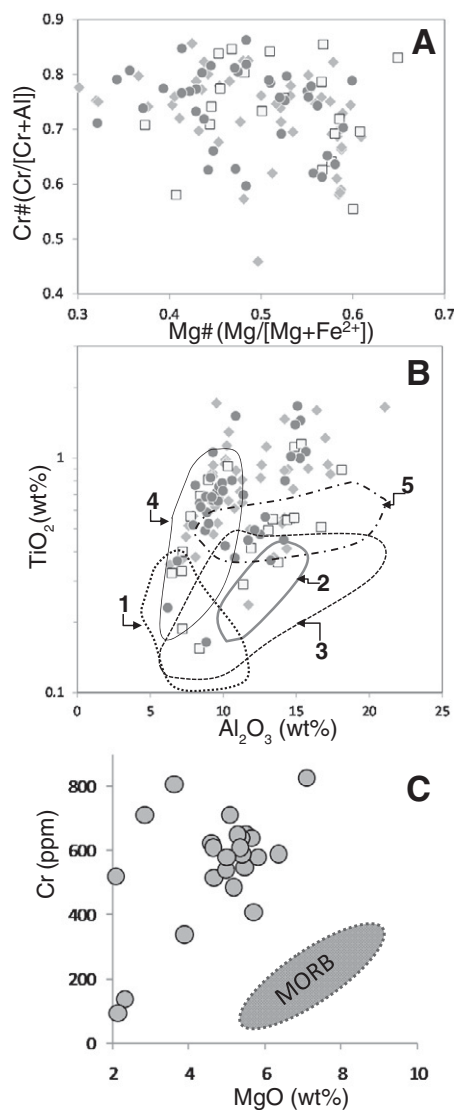 0.9
A
0.8
0.7
0.6
0.5
0.4
Cr# (Cr/[Cr+Al])
0.3 0.4 0.5 0.6 0.7
Mg# (Mg/[Mg+Fe2+])
B
1
5
4
TiO2 (wt%)
1
2
3
0.1
0 5 10 15 20 25
Al2O3 (wt%)
C
800
600
400
200
0
Cr (ppm)
MORB
2 4 6 8 10
MgO (wt%)